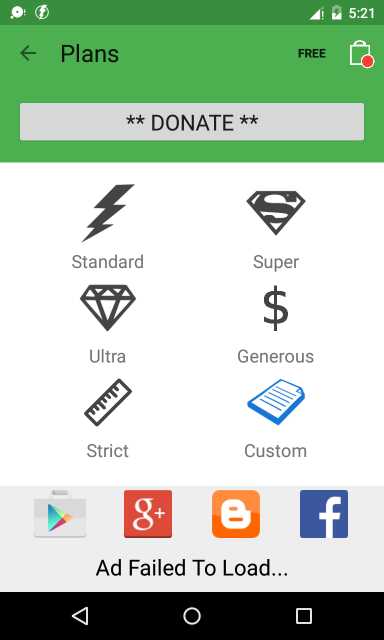 5:21
Plans
FREE
** DONATE **
Standard
Super
Ultra
$
Generous
Strict
Custom
g+
Ad Failed To Load...